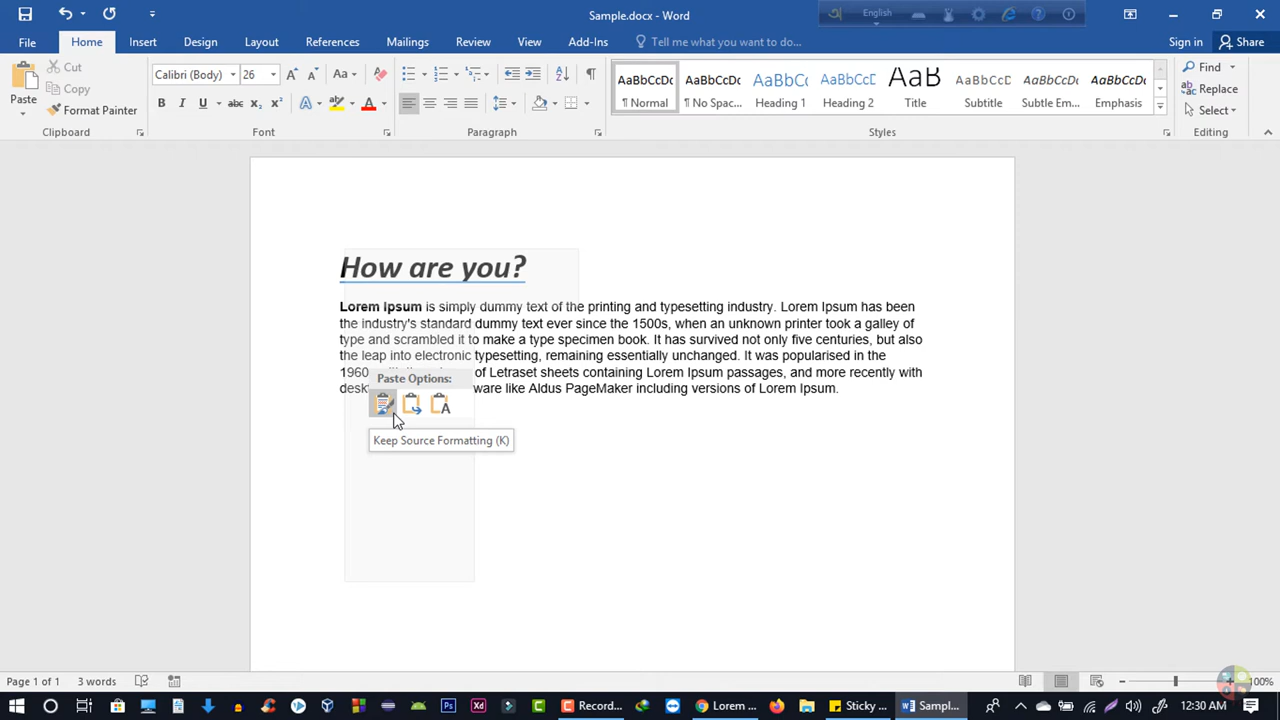 Sample.docx - Word
English
File Home Insert Design Layout References Mailings Review View Add-Ins Tell me what you want to do... Sign in Share
Paste
Cut
Copy
Format Painter
Clipboard
Calibri (Body) 26
Font
Paragraph
AaBbCcDc AaBbCcDc AaBbCc AaBbCcD AaB AaBbCcD AaBbCcDc AaBbCcDc
¶ Normal ¶ No Spac... Heading 1 Heading 2 Title Subtitle Subtle Em... Emphasis
Styles
Find
Replace
Select
Editing
How are you?
Lorem Ipsum is simply dummy text of the printing and typesetting industry. Lorem Ipsum has been
the industry's standard dummy text ever since the 1500s, when an unknown printer took a galley of
type and scrambled it to make a type specimen book. It has survived not only five centuries, but also
the leap into electronic typesetting, remaining essentially unchanged. It was popularised in the
1960 of Letraset sheets containing Lorem Ipsum passages, and more recently with
desk ware like Aldus PageMaker including versions of Lorem Ipsum.
Paste Options:
Keep Source Formatting (K)
Page 1 of 1 3 words 100%
Record... Lorem ... Sticky ... Sampl... 12:30 AM